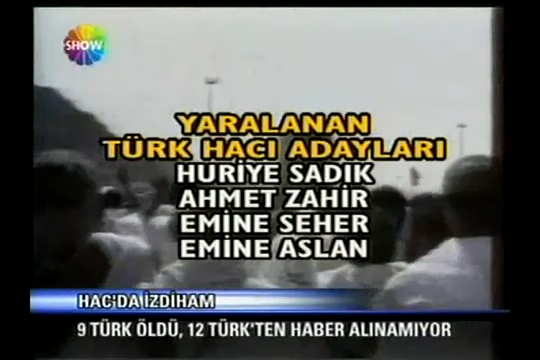 SHOW
YARALANAN
TÜRK HACI ADAYLARI
HURİYE SADIK
AHMET ZAHİR
EMİNE SEHER
EMİNE ASLAN
HAC'DA İZDİHAM
9 TÜRK ÖLDÜ, 12 TÜRK'TEN HABER ALINAMIYOR